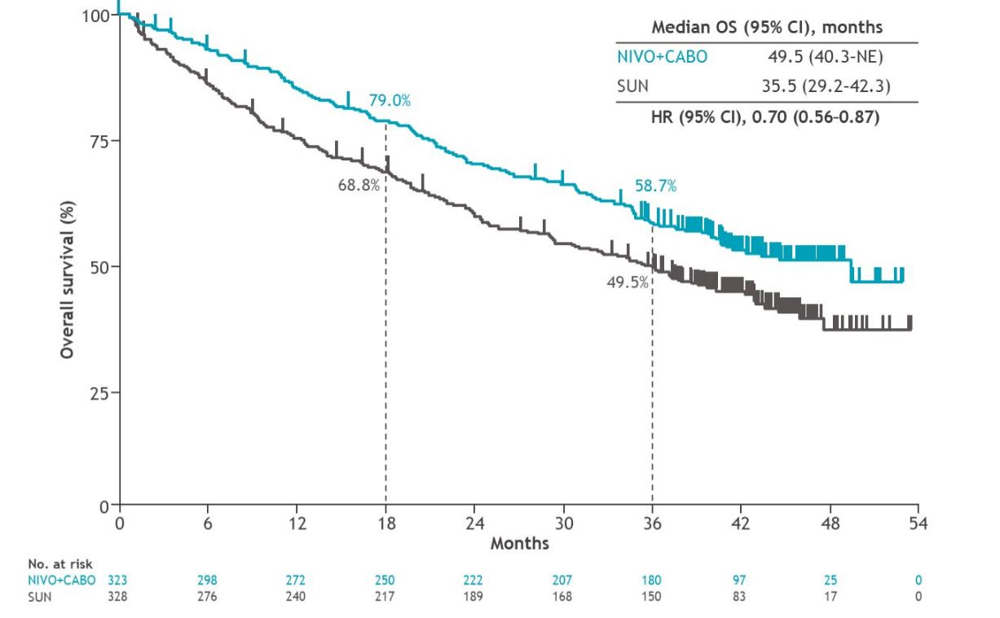 Median OS (95% CI), months
NIVO+CABO 49.5 (40.3-NE)
SUN 35.5 (29.2-42.3)
HR (95% CI), 0.70 (0.56-0.87)
100
79.0%
75
68.8%
58.7%
Overall survival (%)
50
49.5%
25
0
0 6 12 18 24 30 36 42 48 54
Months
No. at risk
NIVO+CABO 323 298 272 250 222 207 180 97 25 0
SUN 328 276 240 217 189 168 150 83 17 0